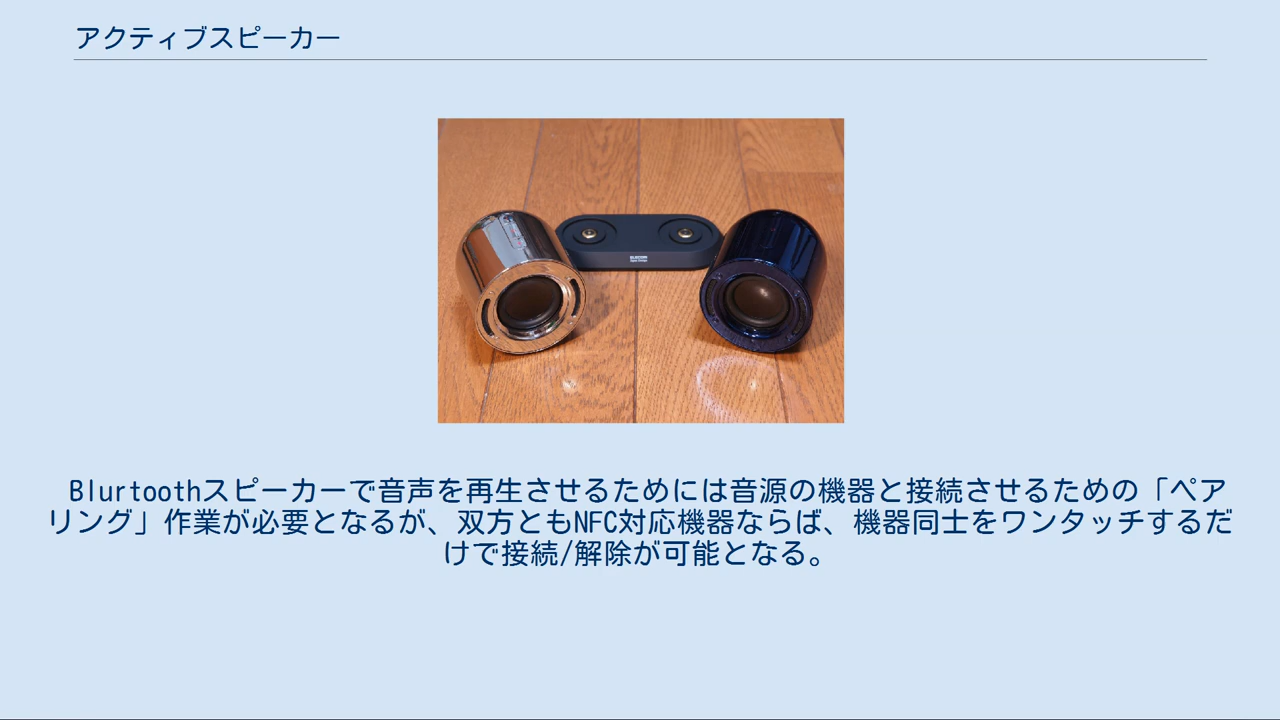 アクティブスピーカー
ELECOM
Blurtoothスピーカーで音声を再生させるためには音源の機器と接続させるための「ペア
リング」作業が必要となるが、双方ともNFC対応機器ならば、機器同士をワンタッチするだ
けで接続/解除が可能となる。